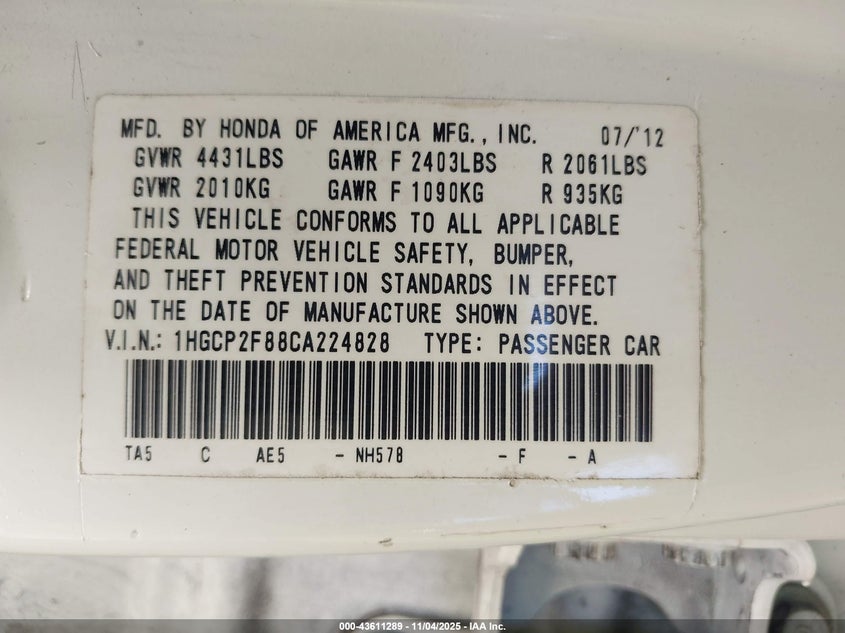 MFD. BY HONDA OF AMERICA MFG., INC. 07/'12
GVWR 4431LBS GAWR F 2403LBS R 2061LBS
GVWR 2010KG GAWR F 1090KG R 935KG
THIS VEHICLE CONFORMS TO ALL APPLICABLE
FEDERAL MOTOR VEHICLE SAFETY, BUMPER,
AND THEFT PREVENTION STANDARDS IN EFFECT
ON THE DATE OF MANUFACTURE SHOWN ABOVE.
V.I.N.: 1HGCP2F88CA224828 TYPE: PASSENGER CAR
TA5 C AE5 - NH578 - F - A
000-43611289 - 11/04/2025 - IAA Inc.